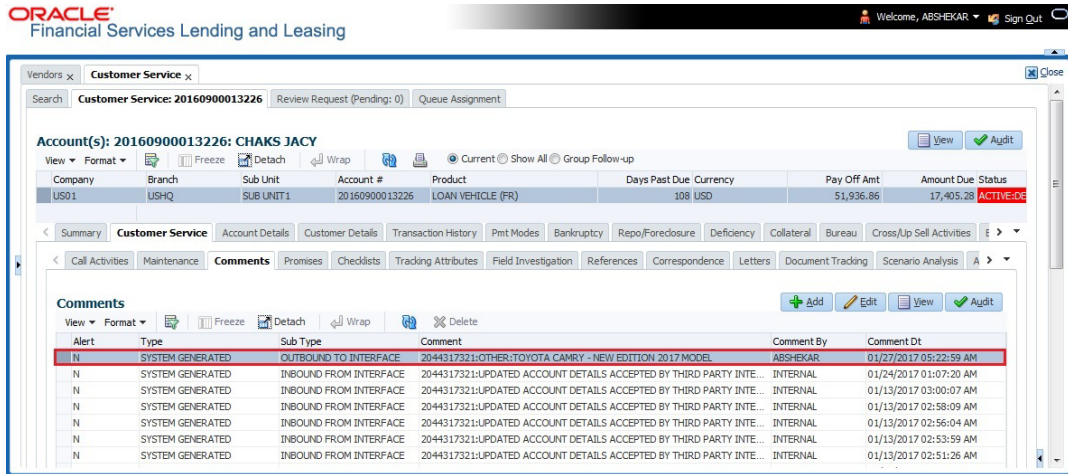 ORACLE®
Financial Services Lending and Leasing
Welcome, ABSHEKAR Sign Out
Vendors x Customer Service x Close
Search Customer Service: 20160900013226 Review Request (Pending: 0) Queue Assignment
Account(s): 20160900013226: CHAKS JACY View Audit
View Format Freeze Detach Wrap Current Show All Group Follow-up
Company Branch Sub Unit Account # Product Days Past Due Currency Pay Off Amt Amount Due Status
US01 USHQ SUB UNIT1 20160900013226 LOAN VEHICLE (FR) 108 USD 51,936.86 17,405.28 ACTIVE:DE
Summary Customer Service Account Details Customer Details Transaction History Pmt Modes Bankruptcy Repo/Foreclosure Deficiency Collateral Bureau Cross/Up Sell Activities
Call Activities Maintenance Comments Promises Checklists Tracking Attributes Field Investigation References Correspondence Letters Document Tracking Scenario Analysis A
Comments Add Edit View Audit
View Format Freeze Detach Wrap Delete
Alert Type Sub Type Comment Comment By Comment Dt
N SYSTEM GENERATED OUTBOUND TO INTERFACE 2044317321:OTHER:TOYOTA CAMRY - NEW EDITION 2017 MODEL ABSHEKAR 01/27/2017 05:22:59 AM
N SYSTEM GENERATED INBOUND FROM INTERFACE 2044317321:UPDATED ACCOUNT DETAILS ACCEPTED BY THIRD PARTY INTE... INTERNAL 01/24/2017 01:07:20 AM
N SYSTEM GENERATED INBOUND FROM INTERFACE 2044317321:UPDATED ACCOUNT DETAILS ACCEPTED BY THIRD PARTY INTE... INTERNAL 01/13/2017 03:00:07 AM
N SYSTEM GENERATED INBOUND FROM INTERFACE 2044317321:UPDATED ACCOUNT DETAILS ACCEPTED BY THIRD PARTY INTE... INTERNAL 01/13/2017 02:58:09 AM
N SYSTEM GENERATED INBOUND FROM INTERFACE 2044317321:UPDATED ACCOUNT DETAILS ACCEPTED BY THIRD PARTY INTE... INTERNAL 01/13/2017 02:56:04 AM
N SYSTEM GENERATED INBOUND FROM INTERFACE 2044317321:UPDATED ACCOUNT DETAILS ACCEPTED BY THIRD PARTY INTE... INTERNAL 01/13/2017 02:53:59 AM
N SYSTEM GENERATED INBOUND FROM INTERFACE 2044317321:UPDATED ACCOUNT DETAILS ACCEPTED BY THIRD PARTY INTE... INTERNAL 01/13/2017 02:51:26 AM